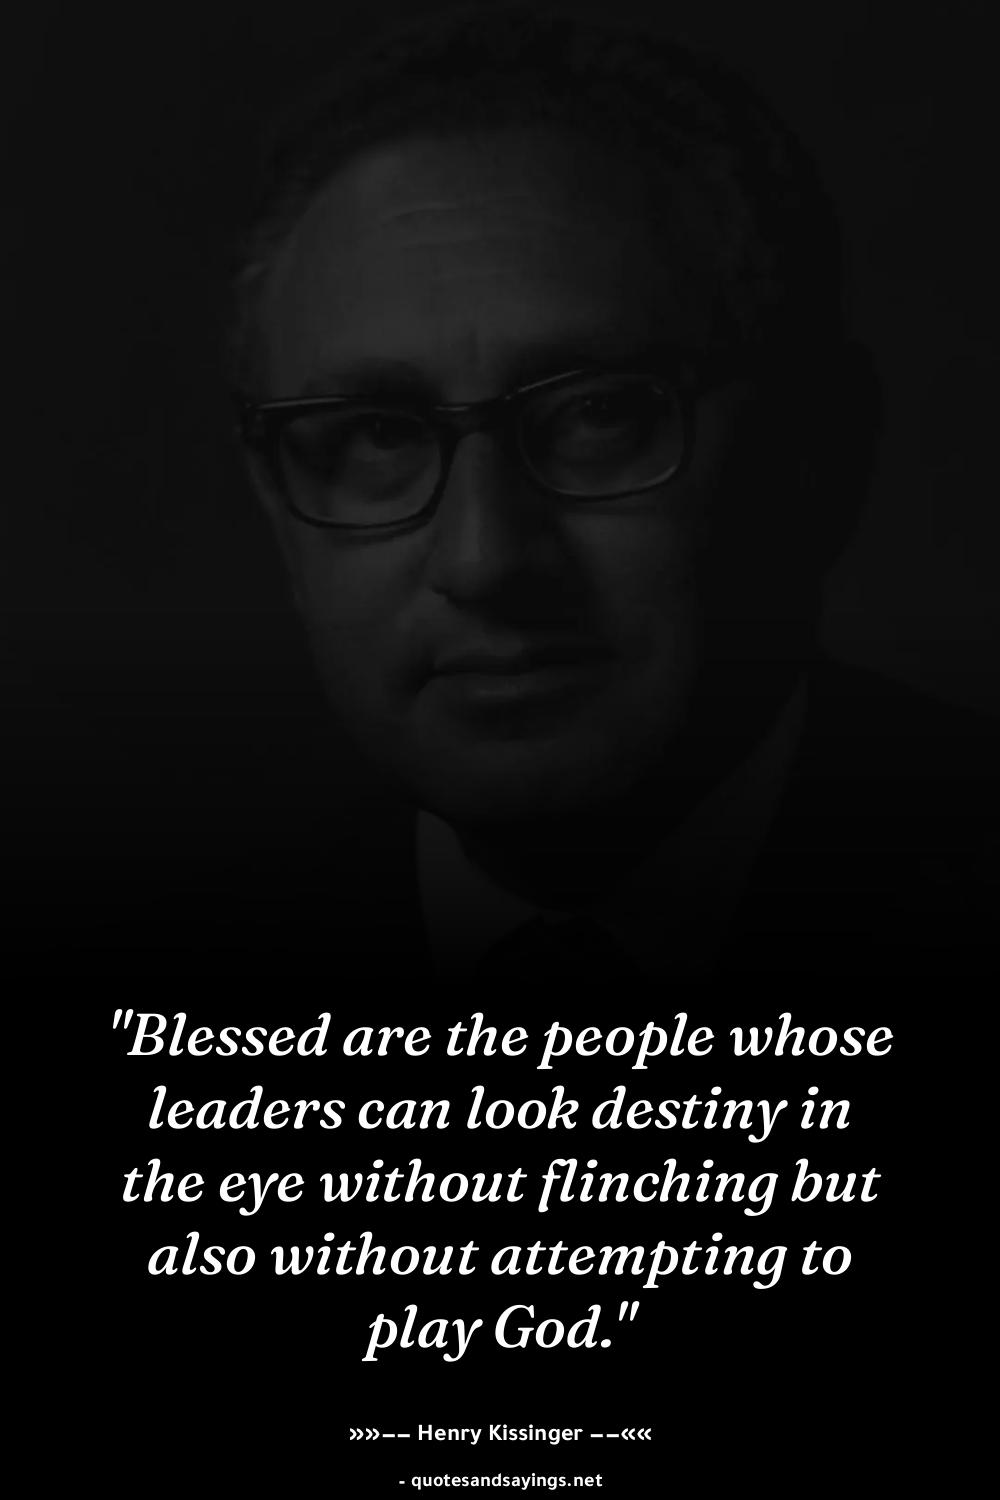 "Blessed are the people whose
leaders can look destiny in
the eye without flinching but
also without attempting to
play God."
»»−− Henry Kissinger −−««
- quotesandsayings.net